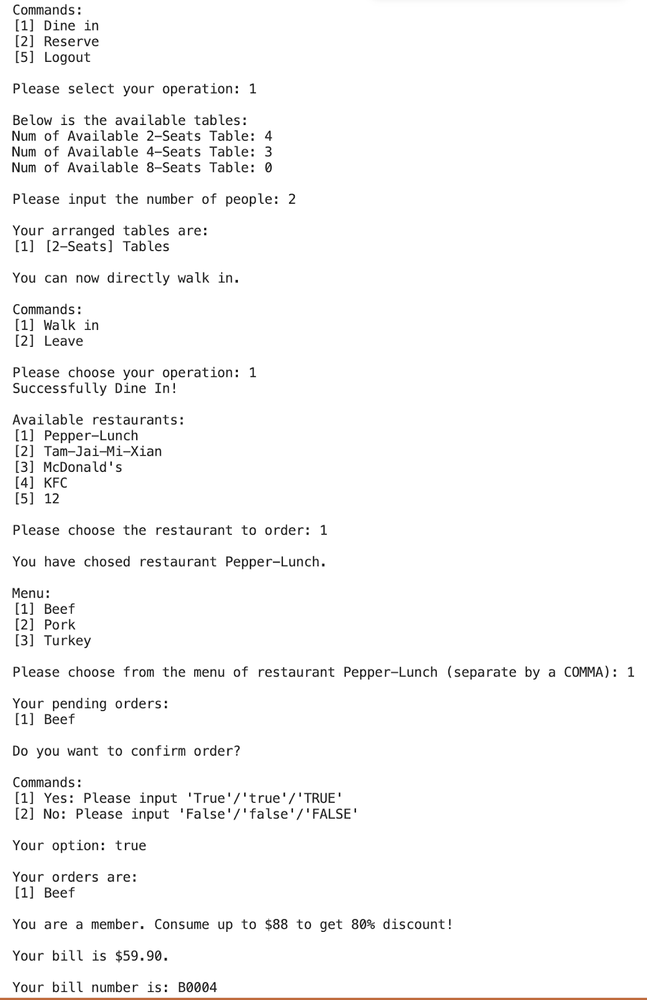 Commands:
[1] Dine in
[2] Reserve
[5] Logout
Please select your operation: 1
Below is the available tables:
Num of Available 2-Seats Table: 4
Num of Available 4-Seats Table: 3
Num of Available 8-Seats Table: 0
Please input the number of people: 2
Your arranged tables are:
[1] [2-Seats] Tables
You can now directly walk in.
Commands:
[1] Walk in
[2] Leave
Please choose your operation: 1
Successfully Dine In!
Available restaurants:
[1] Pepper-Lunch
[2] Tam-Jai-Mi-Xian
[3] McDonald's
[4] KFC
[5] 12
Please choose the restaurant to order: 1
You have chosed restaurant Pepper-Lunch.
Menu:
[1] Beef
[2] Pork
[3] Turkey
Please choose from the menu of restaurant Pepper-Lunch (separate by a COMMA): 1
Your pending orders:
[1] Beef
Do you want to confirm order?
Commands:
[1] Yes: Please input 'True'/'true'/'TRUE'
[2] No: Please input 'False'/'false'/'FALSE'
Your option: true
Your orders are:
[1] Beef
You are a member. Consume up to $88 to get 80% discount!
Your bill is $59.90.
Your bill number is: B0004